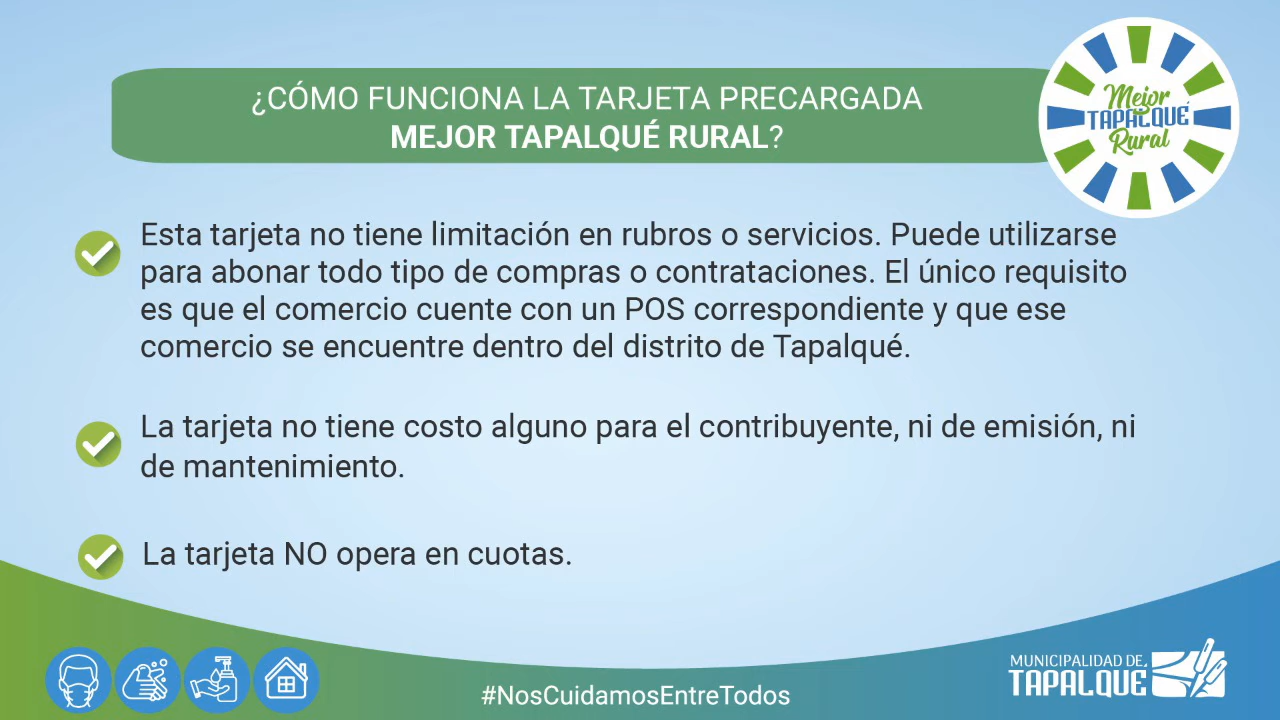 ¿CÓMO FUNCIONA LA TARJETA PRECARGADA
MEJOR TAPALQUÉ RURAL?
Mejor
TAPALQUÉ
Rural
Esta tarjeta no tiene limitación en rubros o servicios. Puede utilizarse
para abonar todo tipo de compras o contrataciones. El único requisito
es que el comercio cuente con un POS correspondiente y que ese
comercio se encuentre dentro del distrito de Tapalqué.
La tarjeta no tiene costo alguno para el contribuyente, ni de emisión, ni
de mantenimiento.
La tarjeta NO opera en cuotas.
#NosCuidamosEntreTodos
MUNICIPALIDAD DE
TAPALQUÉ